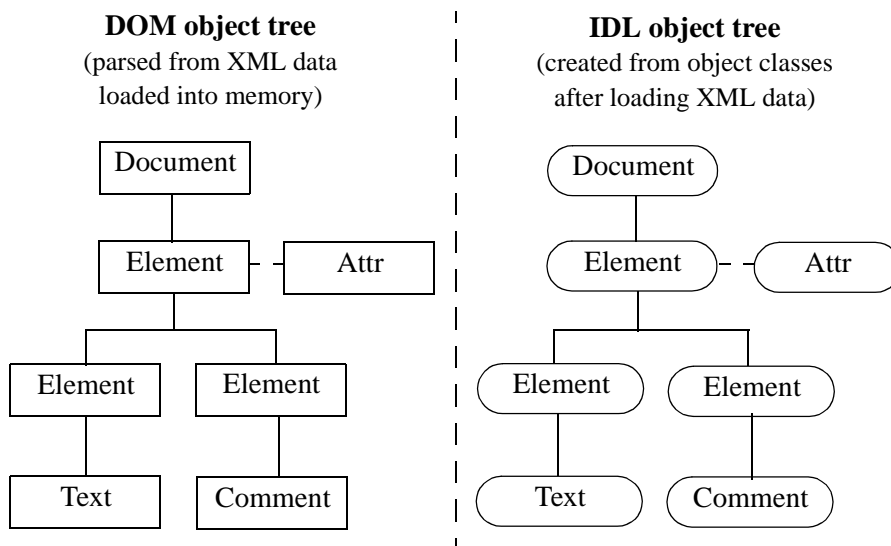 DOM object tree
(parsed from XML data
loaded into memory)
Document
Element
Attr
Element
Element
Text
Comment
IDL object tree
(created from object classes
after loading XML data)
Document
Element
Attr
Element
Element
Text
Comment